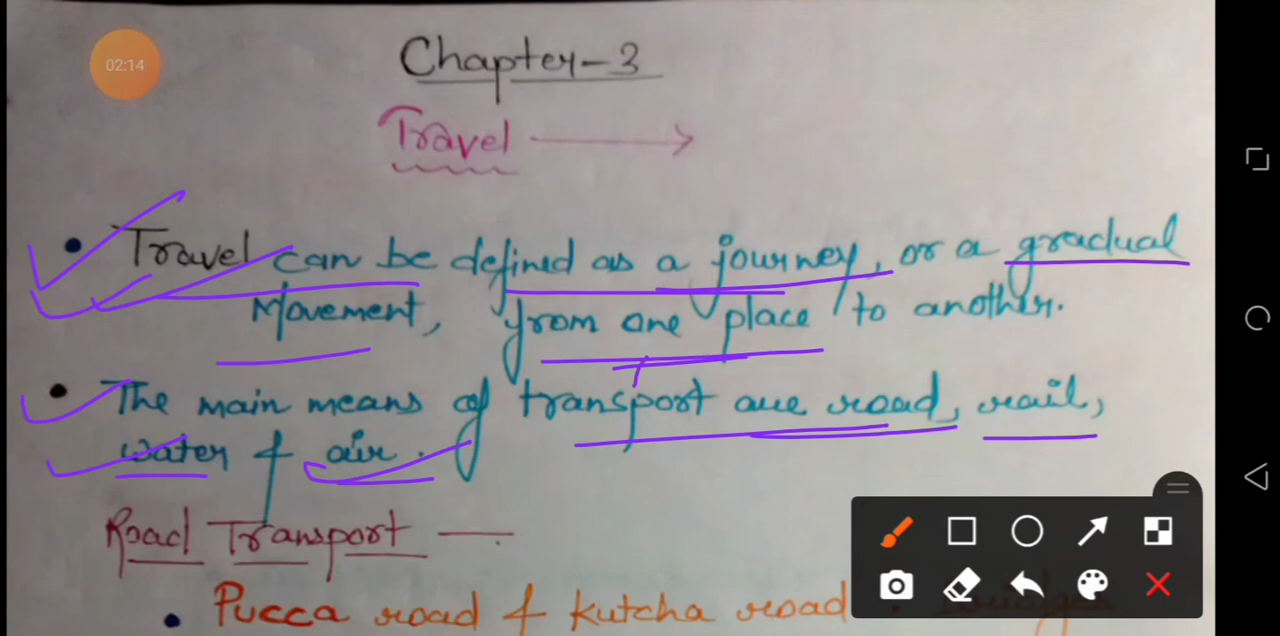 02:14
Chapter-3
Travel
• Travel can be defined as a journey, or a gradual
Movement, from one place to another.
• The main means of transport are road, rail,
water & air.
Road Transport —
• Pucca road & Kutcha road